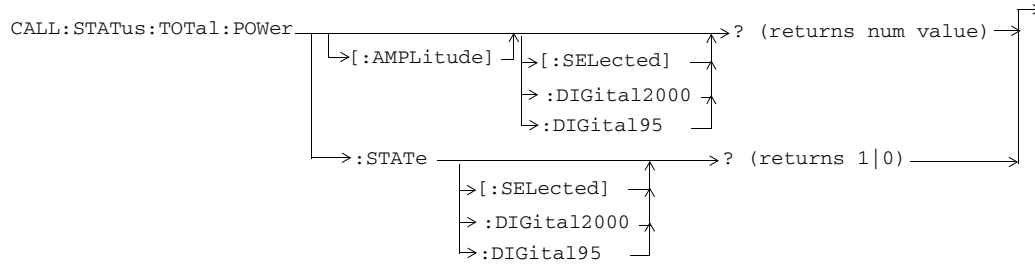 CALL:STATus:TOTal:POWer ? (returns num value)
[:AMPLitude] [:SELected]
:DIGital2000
:DIGital95
:STATe ? (returns 1|0)
[:SELected]
:DIGital2000
:DIGital95